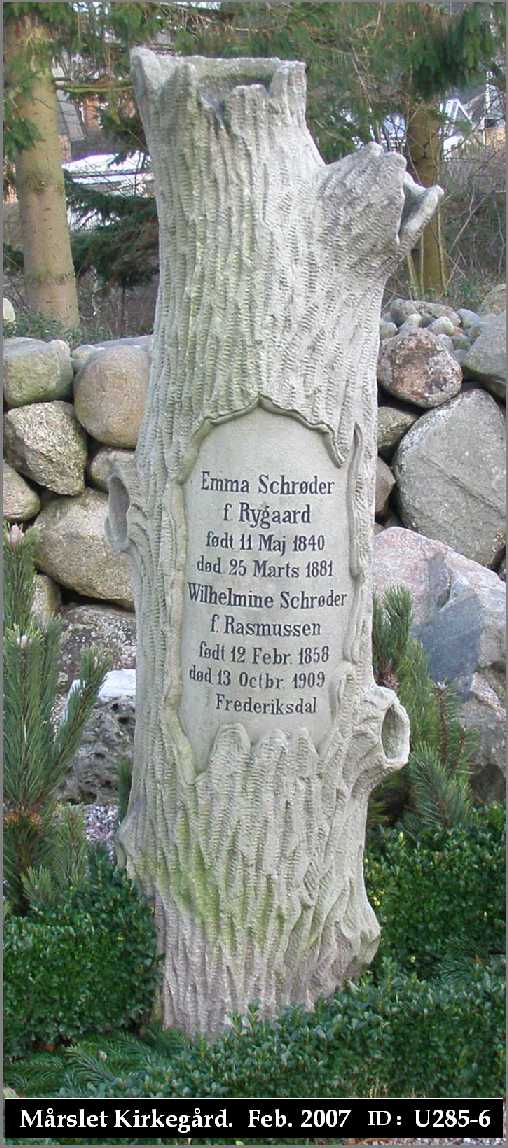 Emma Schrøder
f. Rygaard
født 11 Maj 1840
død. 25 Marts 1881
Wilhelmine Schrøder
f. Rasmussen
født 12 Febr. 1858
død 13 Octbr. 1909
Frederiksdal
Mårslet Kirkegård. Feb. 2007 ID: U285-6